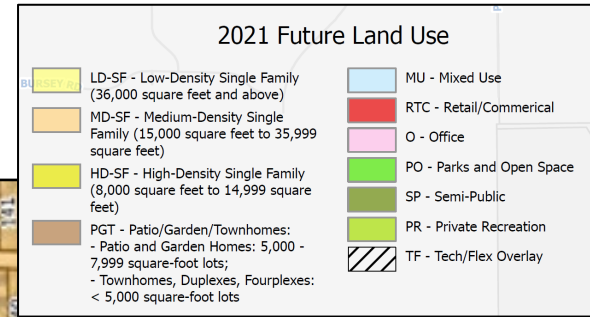 2021 Future Land Use
BURSEY RD
LD-SF - Low-Density Single Family
(36,000 square feet and above)
MD-SF - Medium-Density Single
Family (15,000 square feet to 35,999
square feet)
HD-SF - High-Density Single Family
(8,000 square feet to 14,999 square
feet)
PGT - Patio/Garden/Townhomes:
- Patio and Garden Homes: 5,000 -
7,999 square-foot lots;
- Townhomes, Duplexes, Fourplexes:
< 5,000 square-foot lots
MU - Mixed Use
RTC - Retail/Commerical
O - Office
PO - Parks and Open Space
SP - Semi-Public
PR - Private Recreation
TF - Tech/Flex Overlay
141